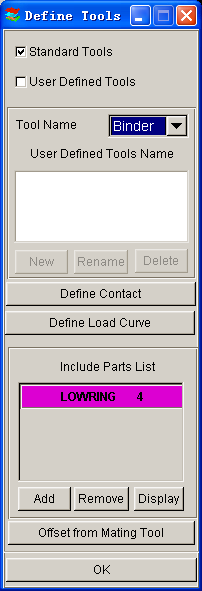 Define Tools
Standard Tools
User Defined Tools
Tool Name Binder
User Defined Tools Name
New Rename Delete
Define Contact
Define Load Curve
Include Parts List
LOWRING 4
Add Remove Display
Offset from Mating Tool
OK